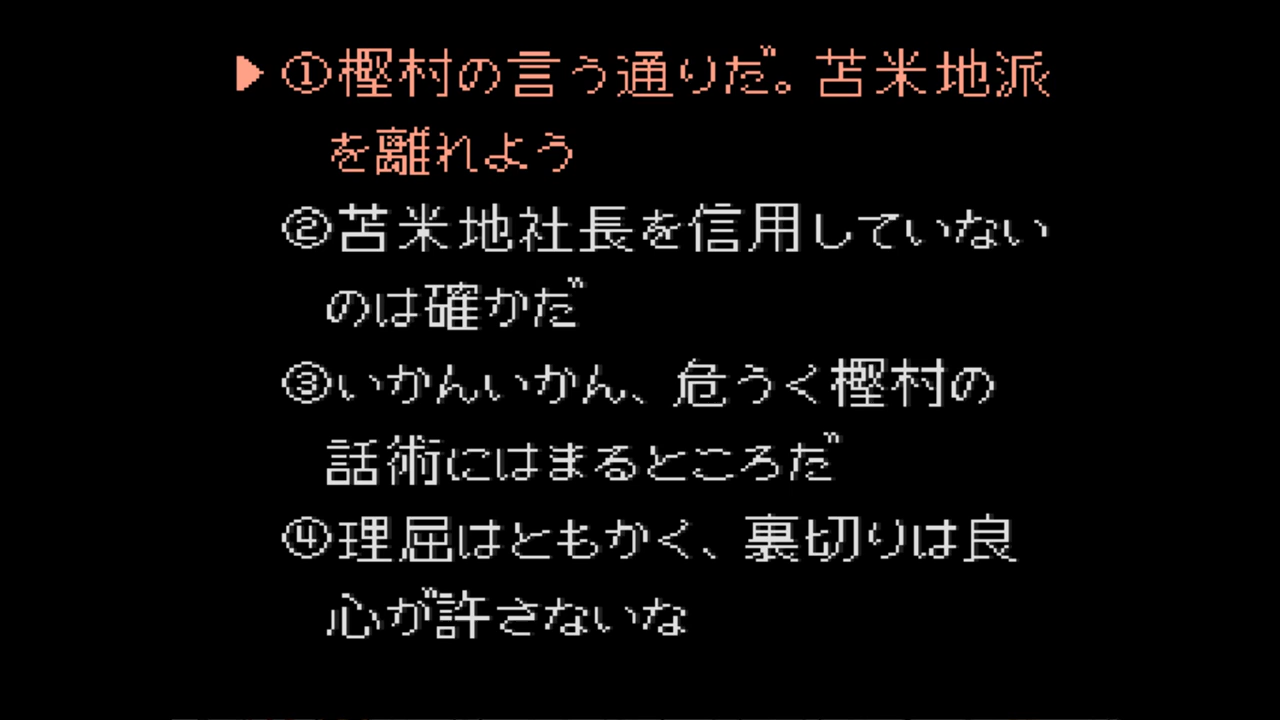 ▶①樫村の言う通りだ。苫米地派
を離れよう
②苫米地社長を信用していない
のは確かだ
③いかんいかん、危うく樫村の
話術にはまるところだ
④理屈はともかく、裏切りは良
心が許さないな